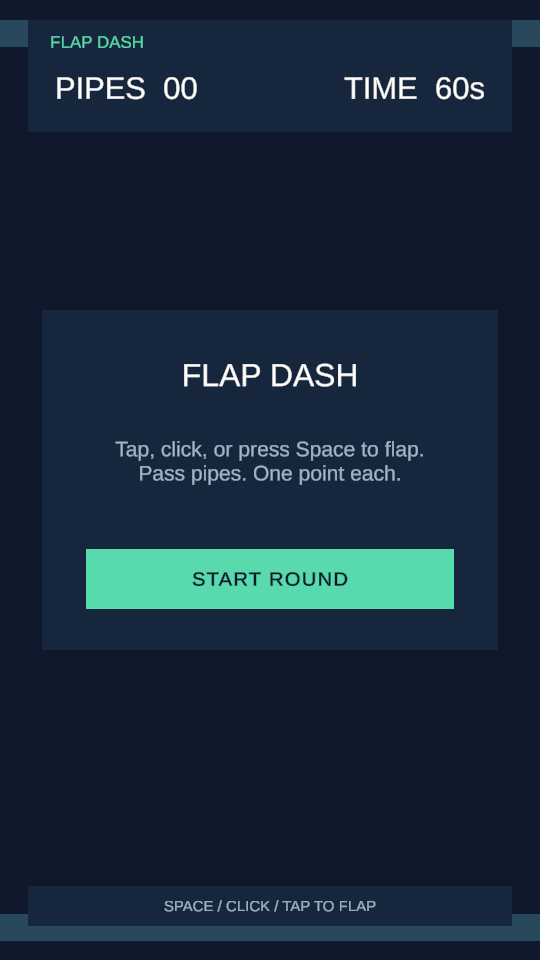 FLAP DASH
PIPES 00 TIME 60s
FLAP DASH
Tap, click, or press Space to flap.
Pass pipes. One point each.
START ROUND
SPACE / CLICK / TAP TO FLAP